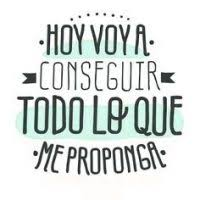 HOY VOY A
CONSEGUIR
TODO LO QUE
ME PROPONGA